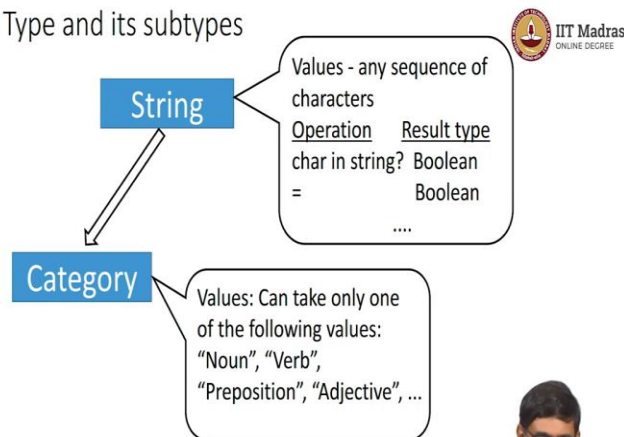 Type and its subtypes
IIT Madras
ONLINE DEGREE
String
Values - any sequence of
characters
Operation Result type
char in string? Boolean
= Boolean
....
Category
Values: Can take only one
of the following values:
“Noun”, “Verb”,
“Preposition”, “Adjective”, ...